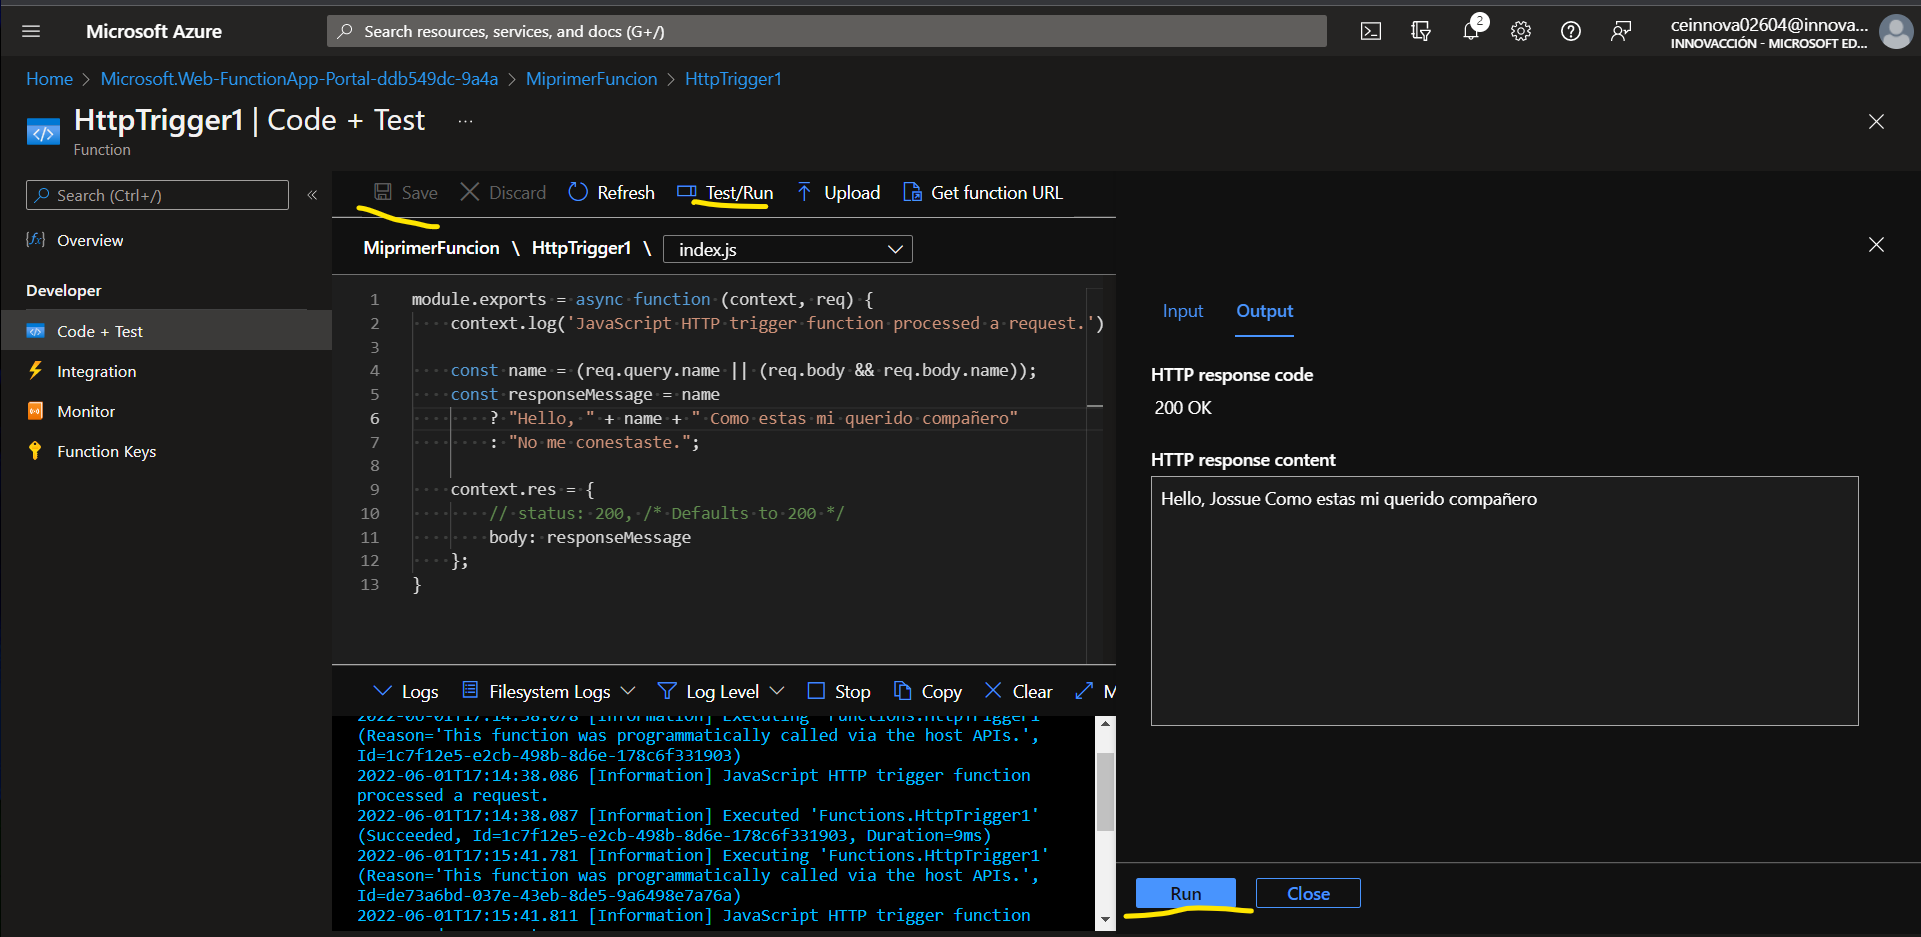 Microsoft Azure
Search resources, services, and docs (G+/)
2
ceinnova02604@innova...
INNOVACCIÓN - MICROSOFT ED...
Home > Microsoft.Web-FunctionApp-Portal-ddb549dc-9a4a > MiprimerFuncion > HttpTrigger1
HttpTrigger1 | Code + Test ...
Function
Search (Ctrl+/)
«
Overview
Developer
Code + Test
Integration
Monitor
Function Keys
Save Discard Refresh Test/Run Upload Get function URL
MiprimerFuncion \ HttpTrigger1 \ index.js
1 module.exports = async function (context, req) {
2 context.log('JavaScript HTTP trigger function processed a request.')
3
4 const name = (req.query.name || (req.body && req.body.name));
5 const responseMessage = name
6 ? "Hello, " + name + " Como estas mi querido compañero"
7 : "No me conestaste.";
8
9 context.res = {
10 // status: 200, /* Defaults to 200 */
11 body: responseMessage
12 };
13 }
Logs Filesystem Logs Log Level Stop Copy Clear M
2022-06-01T17:14:38.078 [Information] Executing 'Functions.HttpTrigger1'
(Reason='This function was programmatically called via the host APIs.',
Id=1c7f12e5-e2cb-498b-8d6e-178c6f331903)
2022-06-01T17:14:38.086 [Information] JavaScript HTTP trigger function
processed a request.
2022-06-01T17:14:38.087 [Information] Executed 'Functions.HttpTrigger1'
(Succeeded, Id=1c7f12e5-e2cb-498b-8d6e-178c6f331903, Duration=9ms)
2022-06-01T17:15:41.781 [Information] Executing 'Functions.HttpTrigger1'
(Reason='This function was programmatically called via the host APIs.',
Id=de73a6bd-037e-43eb-8de5-9a6498e7a76a)
2022-06-01T17:15:41.811 [Information] JavaScript HTTP trigger function
Input Output
HTTP response code
200 OK
HTTP response content
Hello, Jossue Como estas mi querido compañero
Run Close